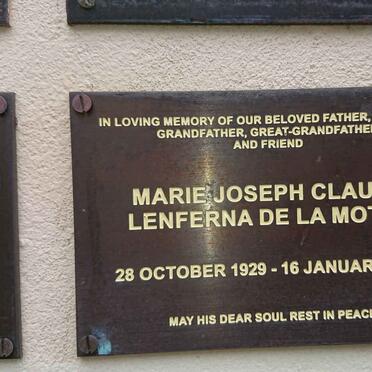 IN LOVING MEMORY OF OUR BELOVED FATHER,
GRANDFATHER, GREAT-GRANDFATHE
AND FRIEND
MARIE JOSEPH CLAU
LENFERNA DE LA MOT
28 OCTOBER 1929 - 16 JANUAR
MAY HIS DEAR SOUL REST IN PEAC